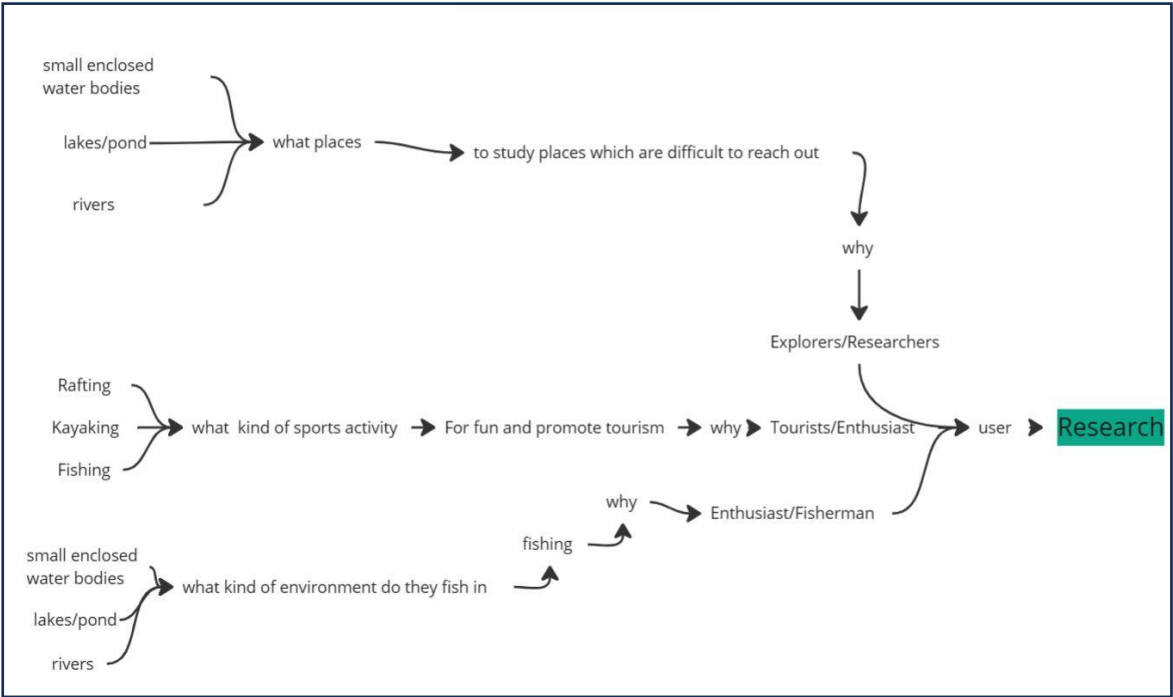 small enclosed
water bodies
lakes/pond
what places
to study places which are difficult to reach out
rivers
why
Explorers/Researchers
Rafting
Kayaking
what kind of sports activity
For fun and promote tourism
why
Tourists/Enthusiast
user
Research
Fishing
why
Enthusiast/Fisherman
fishing
small enclosed
water bodies
what kind of environment do they fish in
lakes/pond
rivers